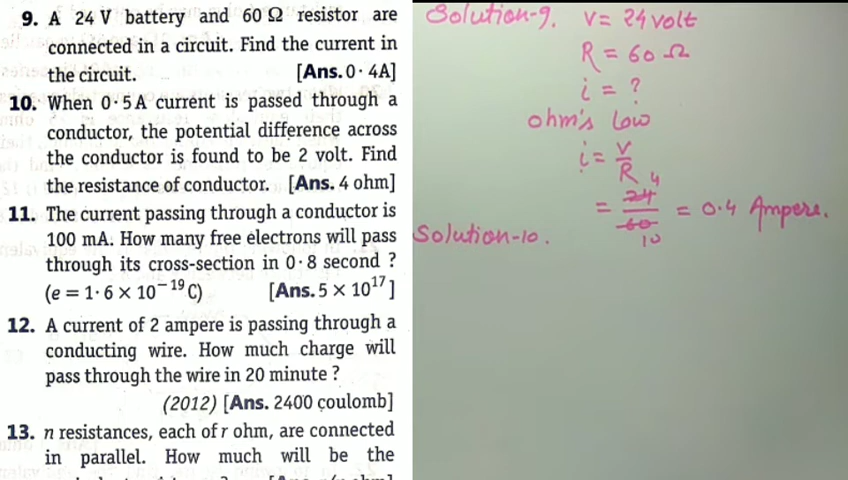 9. A 24 V battery and 60 Ω resistor are
connected in a circuit. Find the current in
the circuit. [Ans. 0·4A]
10. When 0·5 A current is passed through a
conductor, the potential difference across
the conductor is found to be 2 volt. Find
the resistance of conductor. [Ans. 4 ohm]
11. The current passing through a conductor is
100 mA. How many free electrons will pass
through its cross-section in 0·8 second ?
(e = 1·6 × 10⁻¹⁹ C) [Ans. 5 × 10¹⁷]
12. A current of 2 ampere is passing through a
conducting wire. How much charge will
pass through the wire in 20 minute ?
(2012) [Ans. 2400 coulomb]
13. n resistances, each of r ohm, are connected
in parallel. How much will be the
Solution-9. V = 24 volt
R = 60 Ω
i = ?
ohm's low
i = V/R
4
= 24/60 = 0.4 Ampere.
10
Solution-10.